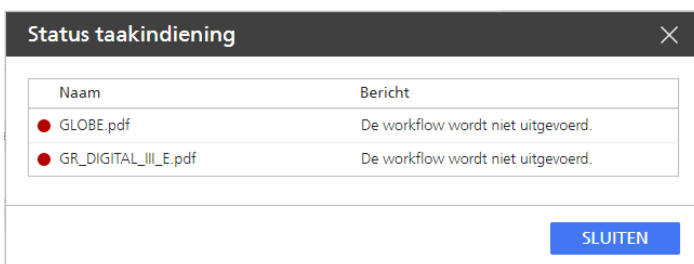 Status taakindiening
Naam Bericht
GLOBE.pdf De workflow wordt niet uitgevoerd.
GR_DIGITAL_III_E.pdf De workflow wordt niet uitgevoerd.
SLUITEN